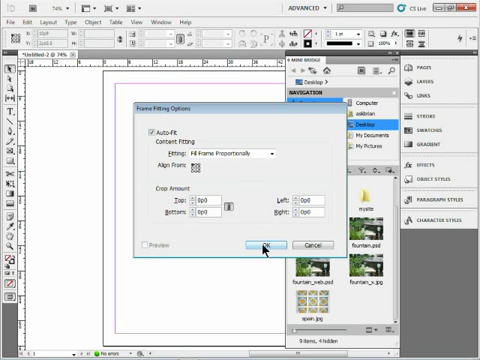 ADVANCED
CS Live
File Edit Layout Type Object Table View Window Help
*Untitled-2 @ 74%
MINI BRIDGE
Desktop
NAVIGATION
Computer
askbrian
Desktop
My Documents
My Pictures
mysite
fountain.psd
fountain_web.psd
fountain_x.jpg
spain.jpg
9 items, 4 hidden
PAGES
LAYERS
LINKS
STROKE
SWATCHES
GRADIENT
EFFECTS
OBJECT STYLES
PARAGRAPH STYLES
CHARACTER STYLES
Frame Fitting Options
Auto-Fit
Content Fitting
Fitting: Fill Frame Proportionally
Align From:
Crop Amount
Top: 0p0 Left: 0p0
Bottom: 0p0 Right: 0p0
Preview OK Cancel
No errors